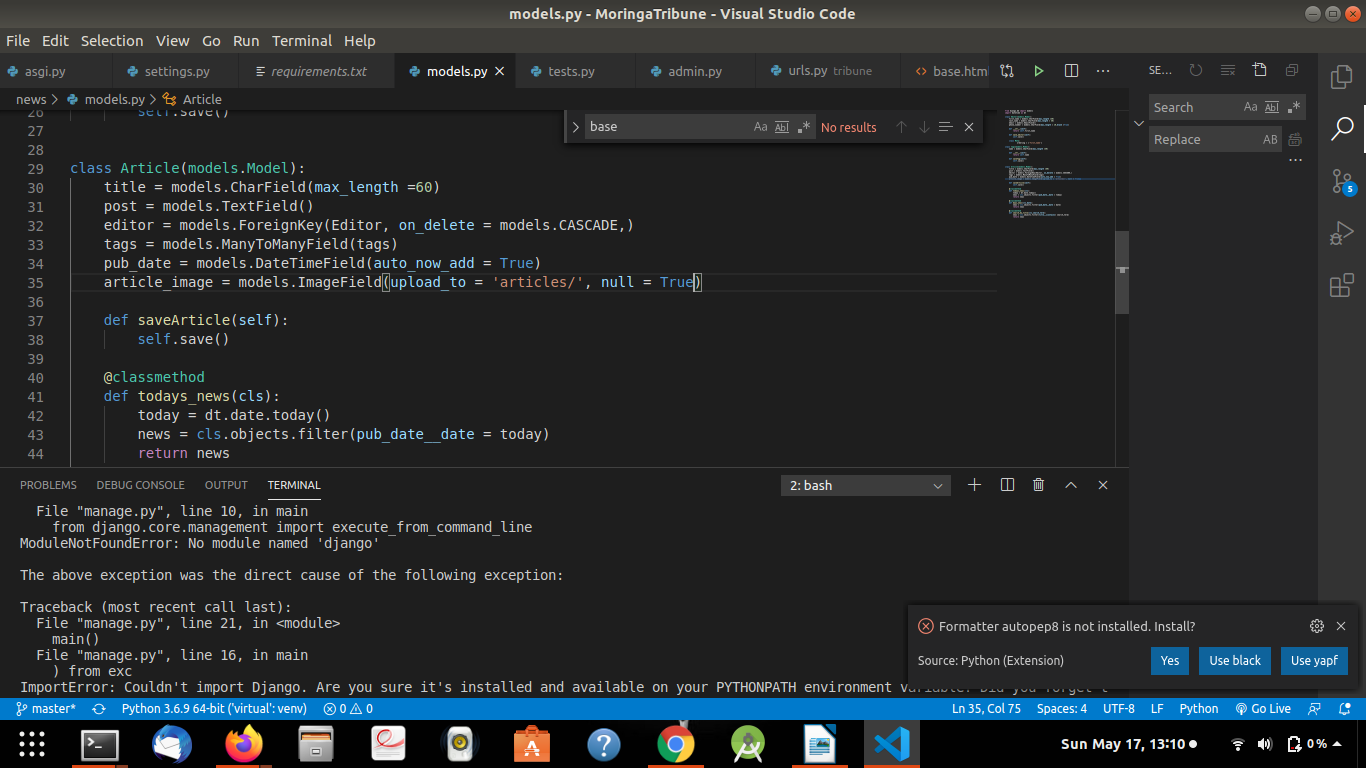 models.py - MoringaTribune - Visual Studio Code
File Edit Selection View Go Run Terminal Help
asgi.py settings.py requirements.txt models.py tests.py admin.py urls.py tribune base.htm SE...
news > models.py > Article
base Aa Abl .* No results
Search Aa Abl .*
Replace AB
26 self.save()
27
28
29 class Article(models.Model):
30 title = models.CharField(max_length =60)
31 post = models.TextField()
32 editor = models.ForeignKey(Editor, on_delete = models.CASCADE,)
33 tags = models.ManyToManyField(tags)
34 pub_date = models.DateTimeField(auto_now_add = True)
35 article_image = models.ImageField(upload_to = 'articles/', null = True)
36
37 def saveArticle(self):
38 self.save()
39
40 @classmethod
41 def todays_news(cls):
42 today = dt.date.today()
43 news = cls.objects.filter(pub_date__date = today)
44 return news
5
PROBLEMS DEBUG CONSOLE OUTPUT TERMINAL 2: bash
File "manage.py", line 10, in main
from django.core.management import execute_from_command_line
ModuleNotFoundError: No module named 'django'
The above exception was the direct cause of the following exception:
Traceback (most recent call last):
File "manage.py", line 21, in <module>
main()
File "manage.py", line 16, in main
) from exc
ImportError: Couldn't import Django. Are you sure it's installed and available on your PYTHONPATH environment
Formatter autopep8 is not installed. Install?
Source: Python (Extension) Yes Use black Use yapf
master* Python 3.6.9 64-bit ('virtual': venv) 0 0 Ln 35, Col 75 Spaces: 4 UTF-8 LF Python Go Live
Sun May 17, 13:10 0 %